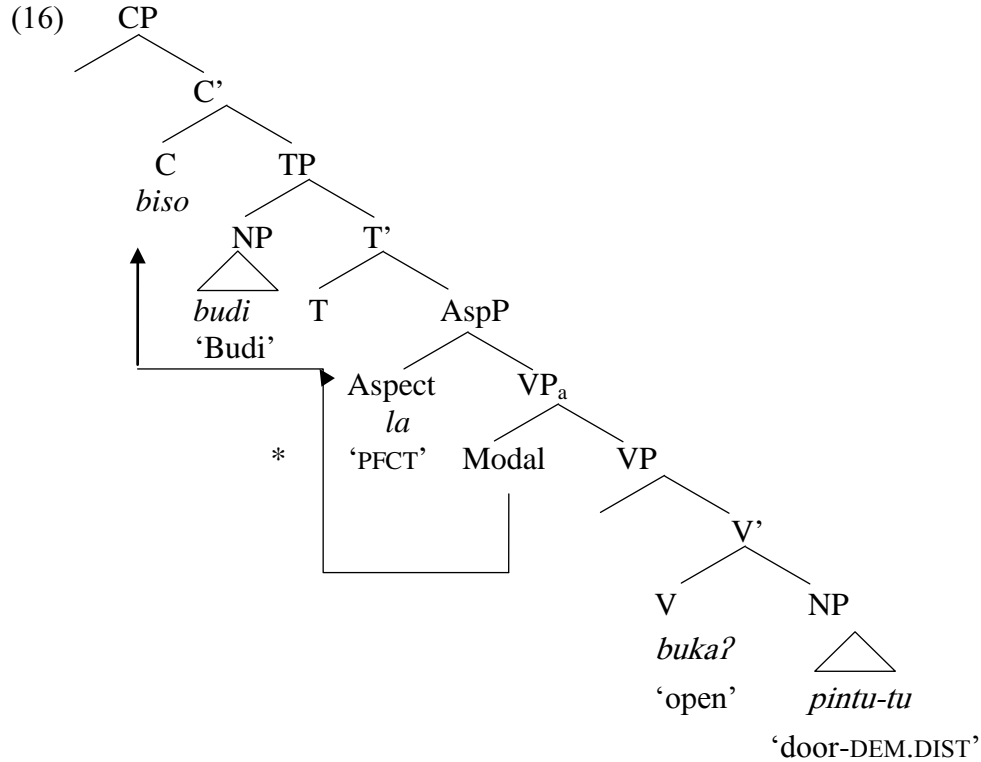 (16) CP
C’
C TP
biso
NP T’
budi T AspP
‘Budi’
Aspect VPa
la
* ‘PFCT’ Modal VP
V’
V NP
bukaʔ
‘open’ pintu-tu
‘door-DEM.DIST’